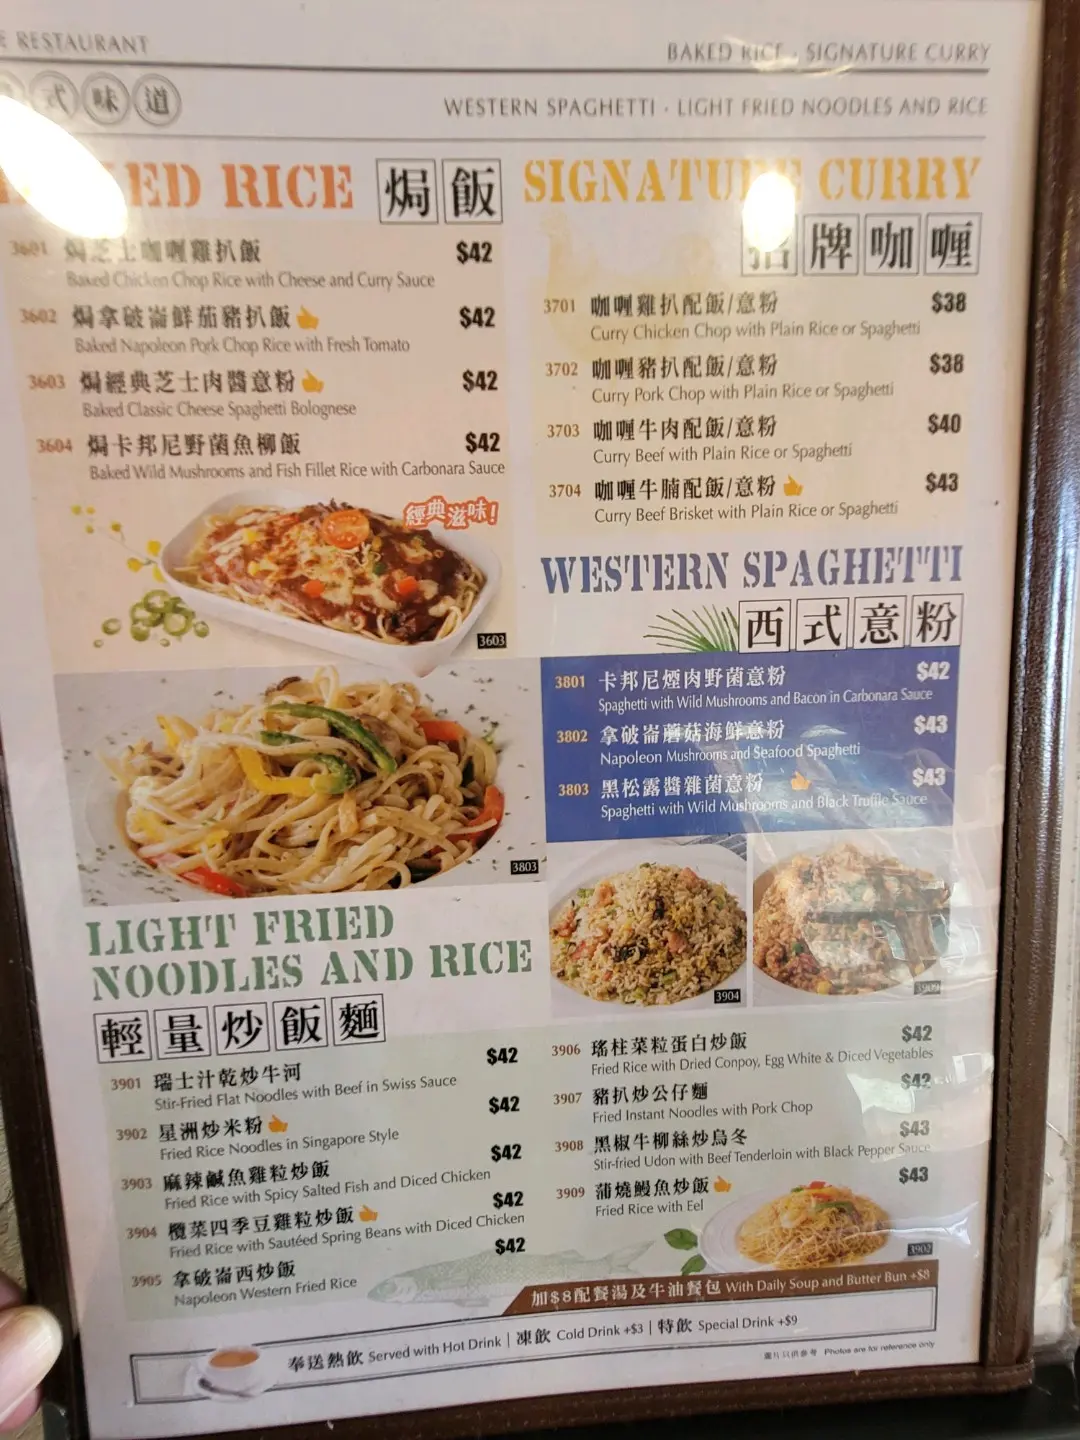 RESTAURANT
BAKED RICE · SIGNATURE CURRY
式味道
WESTERN SPAGHETTI · LIGHT FRIED NOODLES AND RICE
RICE 焗飯
3601 焗芝士咖喱雞扒飯 $42
Baked Chicken Chop Rice with Cheese and Curry Sauce
3602 焗拿破崙鮮茄豬扒飯 $42
Baked Napoleon Pork Chop Rice with Fresh Tomato
3603 焗經典芝士肉醬意粉 $42
Baked Classic Cheese Spaghetti Bolognese
3604 焗卡邦尼野菌魚柳飯 $42
Baked Wild Mushrooms and Fish Fillet Rice with Carbonara Sauce
經典滋味!
3603
3803
SIGNATURE CURRY
招牌咖喱
3701 咖喱雞扒配飯/意粉 $38
Curry Chicken Chop with Plain Rice or Spaghetti
3702 咖喱豬扒配飯/意粉 $38
Curry Pork Chop with Plain Rice or Spaghetti
3703 咖喱牛肉配飯/意粉 $40
Curry Beef with Plain Rice or Spaghetti
3704 咖喱牛腩配飯/意粉 $43
Curry Beef Brisket with Plain Rice or Spaghetti
WESTERN SPAGHETTI
西式意粉
3801 卡邦尼煙肉野菌意粉 $42
Spaghetti with Wild Mushrooms and Bacon in Carbonara Sauce
3802 拿破崙蘑菇海鮮意粉 $43
Napoleon Mushrooms and Seafood Spaghetti
3803 黑松露醬雜菌意粉 $43
Spaghetti with Wild Mushrooms and Black Truffle Sauce
3904
3909
LIGHT FRIED
NOODLES AND RICE
輕量炒飯麵
3901 瑞士汁乾炒牛河 $42
Stir-Fried Flat Noodles with Beef in Swiss Sauce
3902 星洲炒米粉 $42
Fried Rice Noodles in Singapore Style
3903 麻辣鹹魚雞粒炒飯 $42
Fried Rice with Spicy Salted Fish and Diced Chicken
3904 欖菜四季豆雞粒炒飯 $42
Fried Rice with Sautéed Spring Beans with Diced Chicken
3905 拿破崙西炒飯 $42
Napoleon Western Fried Rice
3906 瑤柱菜粒蛋白炒飯 $42
Fried Rice with Dried Conpoy, Egg White & Diced Vegetables
3907 豬扒炒公仔麵 $42
Fried Instant Noodles with Pork Chop
3908 黑椒牛柳絲炒烏冬 $43
Stir-fried Udon with Beef Tenderloin with Black Pepper Sauce
3909 蒲燒鰻魚炒飯 $43
Fried Rice with Eel
加$8配餐湯及牛油餐包 With Daily Soup and Butter Bun +$8
奉送熱飲 Served with Hot Drink | 凍飲 Cold Drink +$3 | 特飲 Special Drink +$9
圖片只供參考 Photos are for reference only